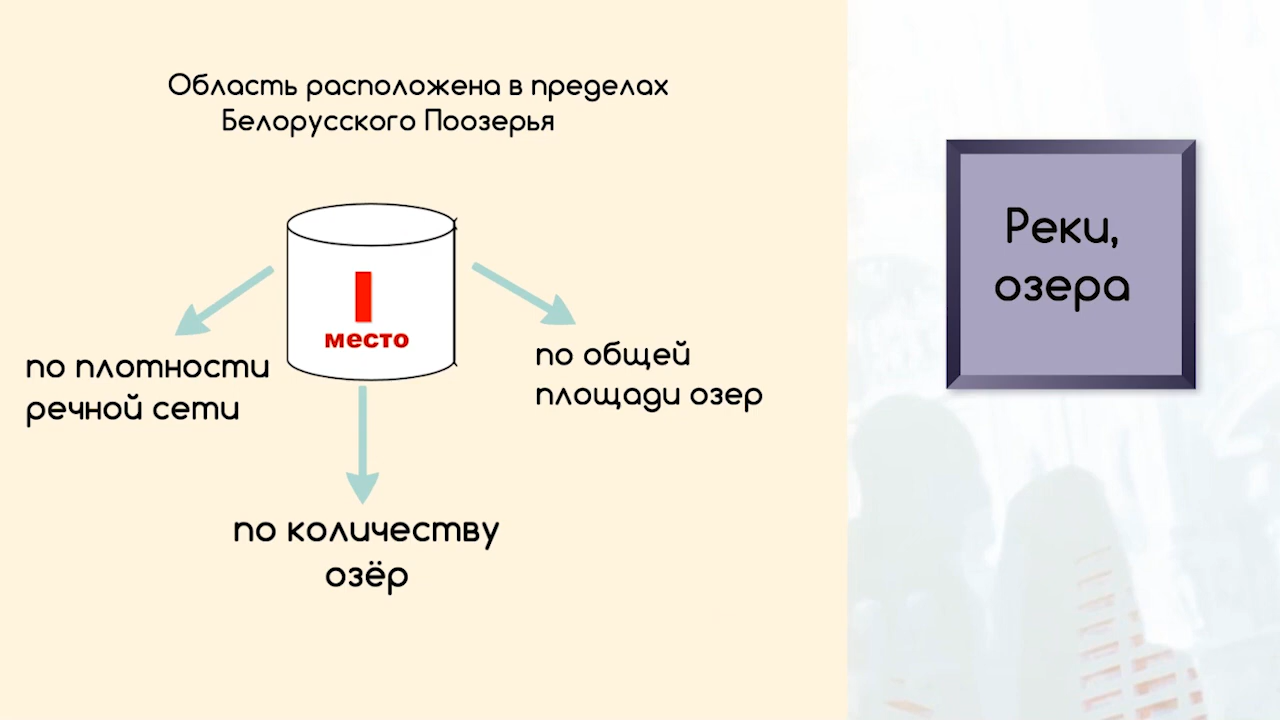 Область расположена в пределах
Белорусского Поозерья
I
место
по плотности
речной сети
по общей
площади озер
по количеству
озёр
Реки,
озера